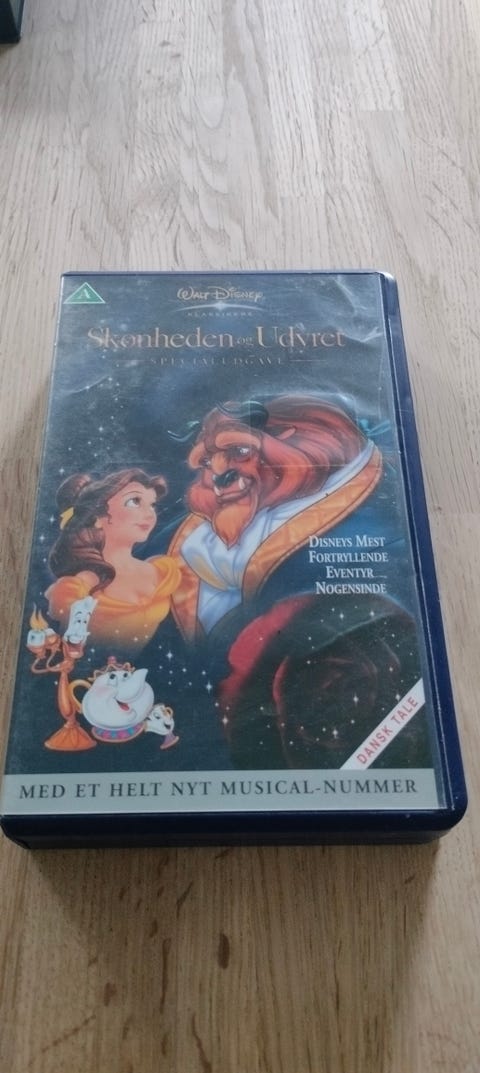 A
WALT DISNEY
KLASSIKERE
Skønheden og Udyret
SPECIALUDGAVE
DISNEYS MEST
FORTRYLLENDE
EVENTYR
NOGENSINDE
DANSK TALE
MED ET HELT NYT MUSICAL-NUMMER